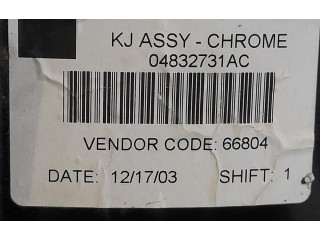 KJ ASSY - CHROME
04832731AC
VENDOR CODE: 66804
DATE: 12/17/03 SHIFT: 1